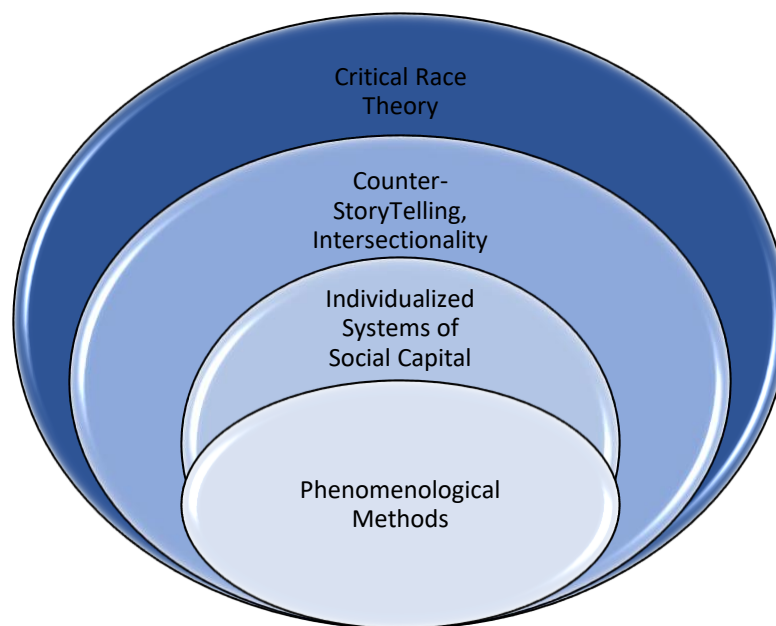 Critical Race
Theory
Counter-
StoryTelling,
Intersectionality
Individualized
Systems of
Social Capital
Phenomenological
Methods